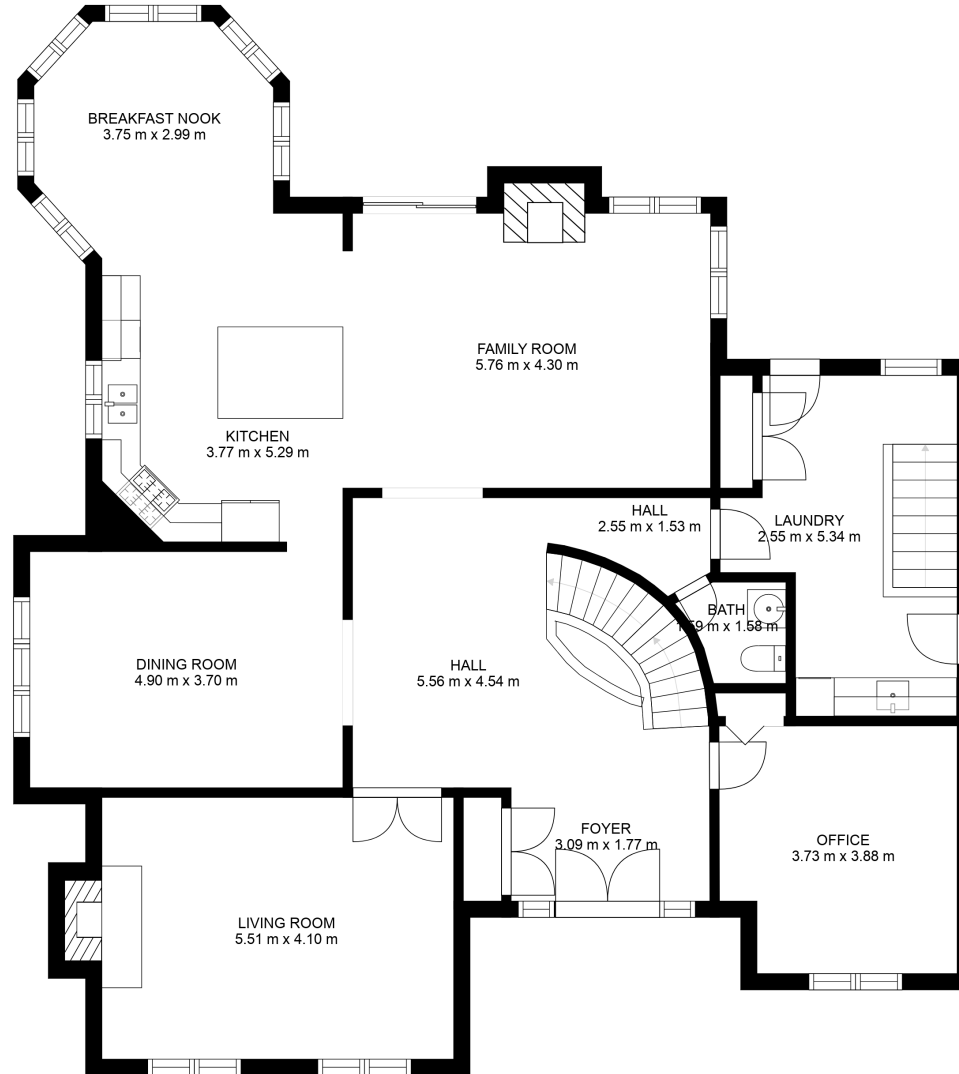 BREAKFAST NOOK
3.75 m x 2.99 m
FAMILY ROOM
5.76 m x 4.30 m
KITCHEN
3.77 m x 5.29 m
HALL
2.55 m x 1.53 m
LAUNDRY
2.55 m x 5.34 m
BATH
1.59 m x 1.58 m
DINING ROOM
4.90 m x 3.70 m
HALL
5.56 m x 4.54 m
FOYER
3.09 m x 1.77 m
OFFICE
3.73 m x 3.88 m
LIVING ROOM
5.51 m x 4.10 m